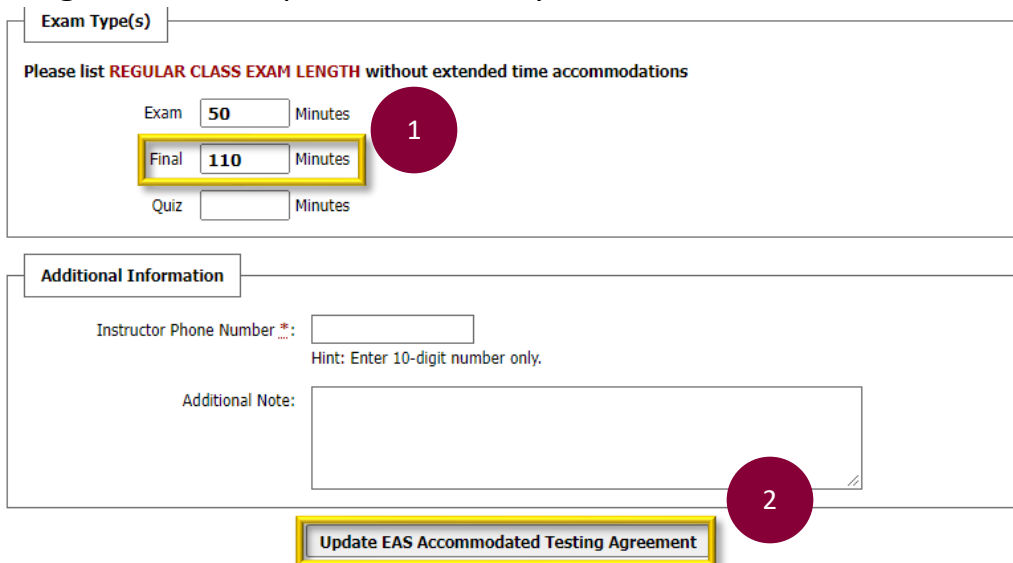 Exam Type(s)
Please list REGULAR CLASS EXAM LENGTH without extended time accommodations
Exam 50 Minutes
1
Final 110 Minutes
Quiz Minutes
Additional Information
Instructor Phone Number *:
Hint: Enter 10-digit number only.
Additional Note:
2
Update EAS Accommodated Testing Agreement